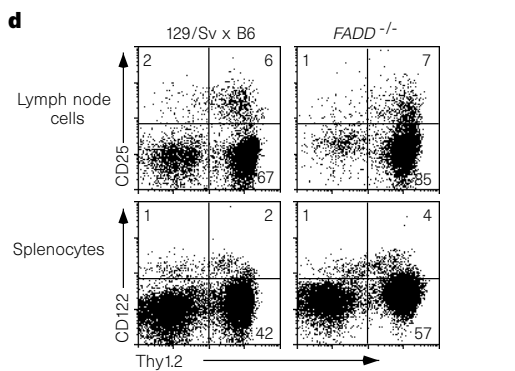 d
129/Sv x B6
FADD -/-
Lymph node
cells
CD25
2
6
67
1
7
85
Splenocytes
CD122
1
2
42
1
4
57
Thy1.2